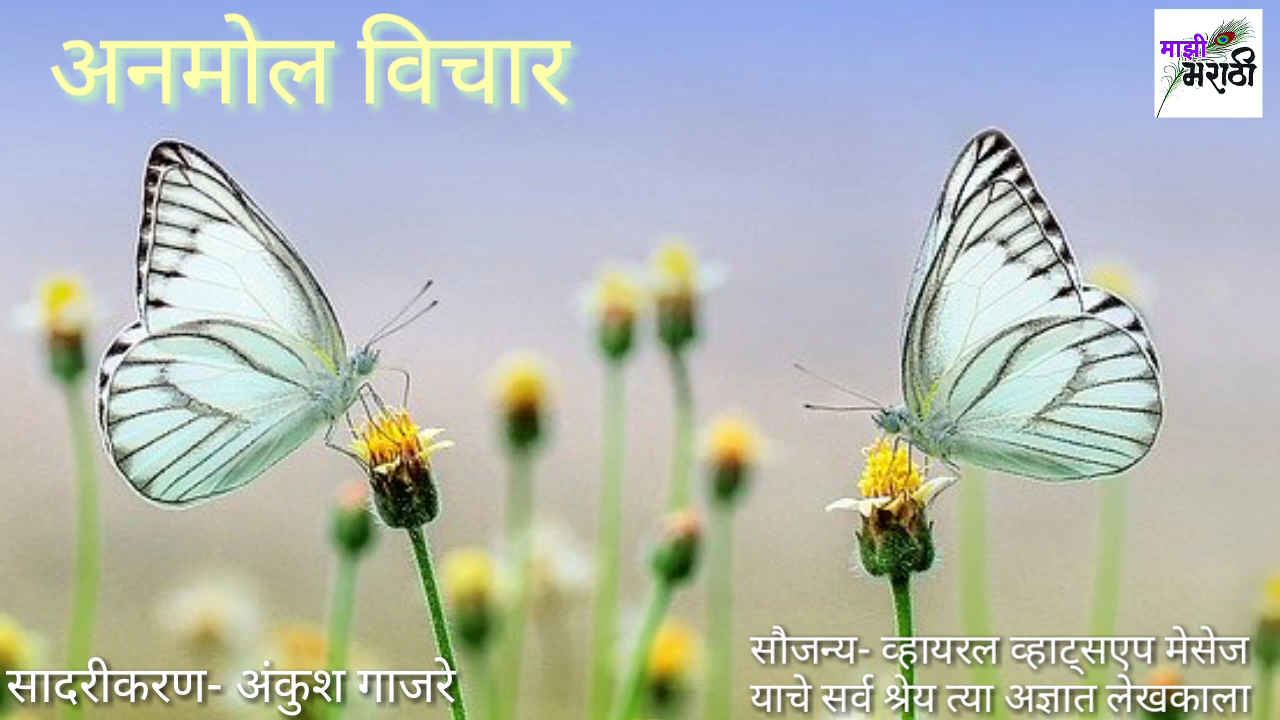 अनमोल विचार
माझी
मराठी
सादरीकरण- अंकुश गाजरे
सौजन्य- व्हायरल व्हाट्सएप मेसेज
याचे सर्व श्रेय त्या अज्ञात लेखकाला